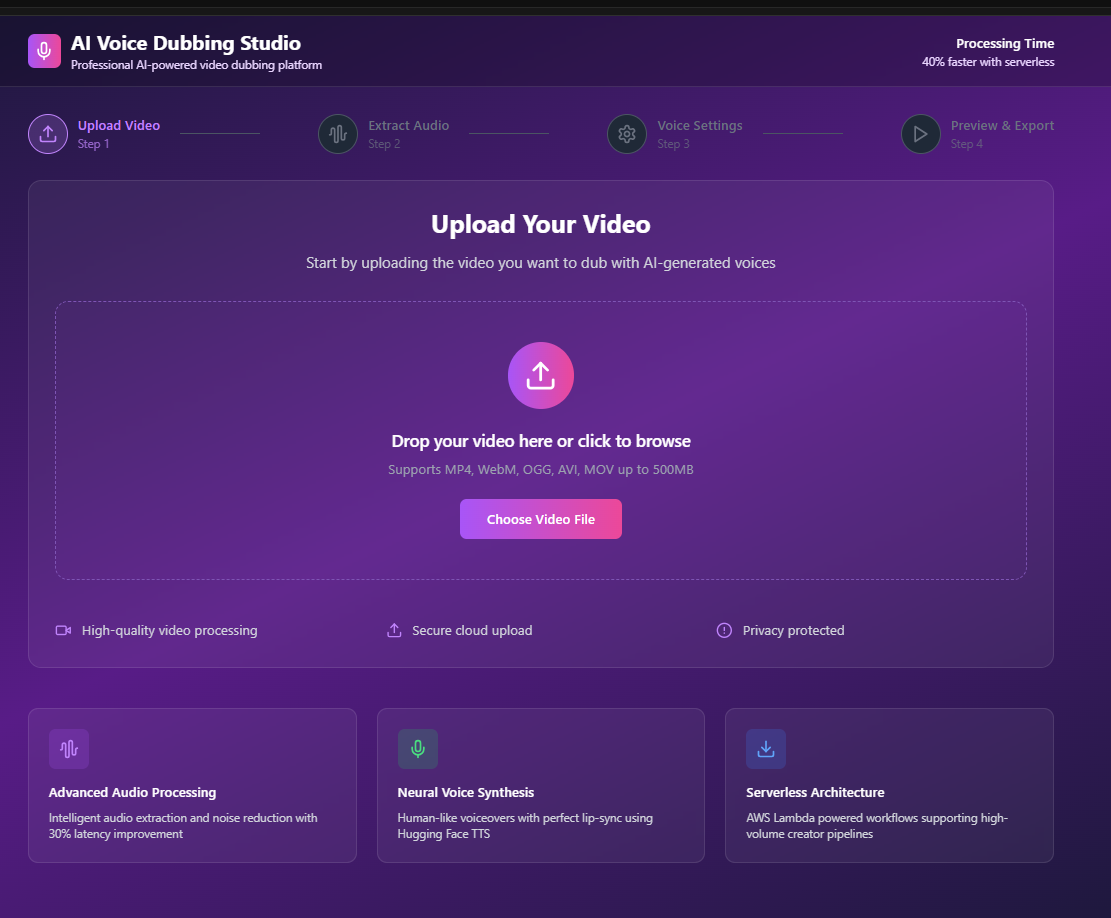 AI Voice Dubbing Studio
Professional AI-powered video dubbing platform
Processing Time
40% faster with serverless
Upload Video
Step 1
Extract Audio
Step 2
Voice Settings
Step 3
Preview & Export
Step 4
Upload Your Video
Start by uploading the video you want to dub with AI-generated voices
Drop your video here or click to browse
Supports MP4, WebM, OGG, AVI, MOV up to 500MB
Choose Video File
High-quality video processing
Secure cloud upload
Privacy protected
Advanced Audio Processing
Intelligent audio extraction and noise reduction with
30% latency improvement
Neural Voice Synthesis
Human-like voiceovers with perfect lip-sync using
Hugging Face TTS
Serverless Architecture
AWS Lambda powered workflows supporting high-
volume creator pipelines